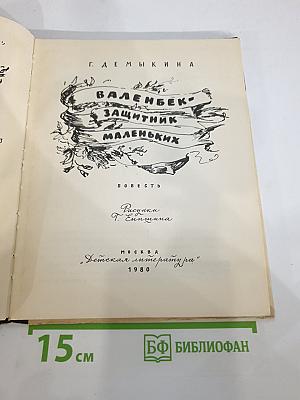 Г. ДЕМЫКИНА
ВАЛЕНБЕК-
ЗАЩИТНИК
МАЛЕНЬКИХ
ПОВЕСТЬ
Рисунки
Г. Епишина
МОСКВА
„Детская литература"
1980
15 см
БФ БИБЛИОФАН